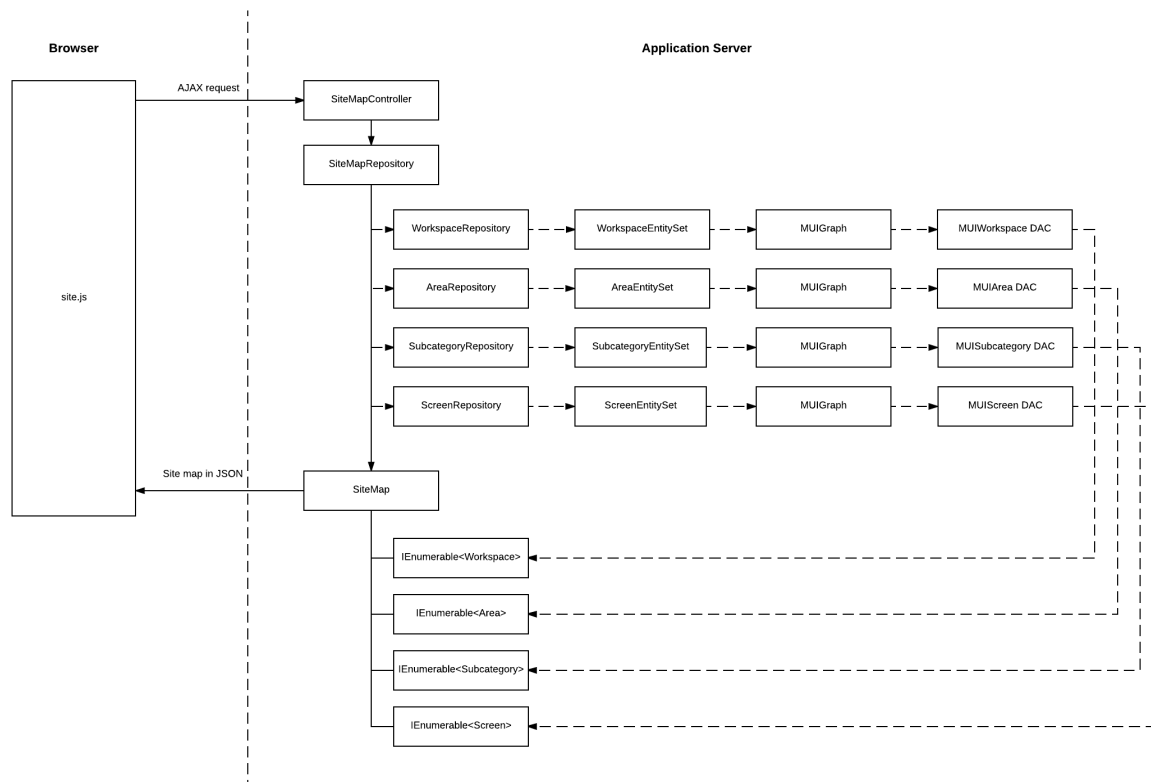 Browser
Application Server
AJAX request
SiteMapController
SiteMapRepository
WorkspaceRepository
WorkspaceEntitySet
MUIGraph
MUIWorkspace DAC
AreaRepository
AreaEntitySet
MUIGraph
MUIArea DAC
site.js
SubcategoryRepository
SubcategoryEntitySet
MUIGraph
MUISubcategory DAC
ScreenRepository
ScreenEntitySet
MUIGraph
MUIScreen DAC
Site map in JSON
SiteMap
IEnumerable<Workspace>
IEnumerable<Area>
IEnumerable<Subcategory>
IEnumerable<Screen>